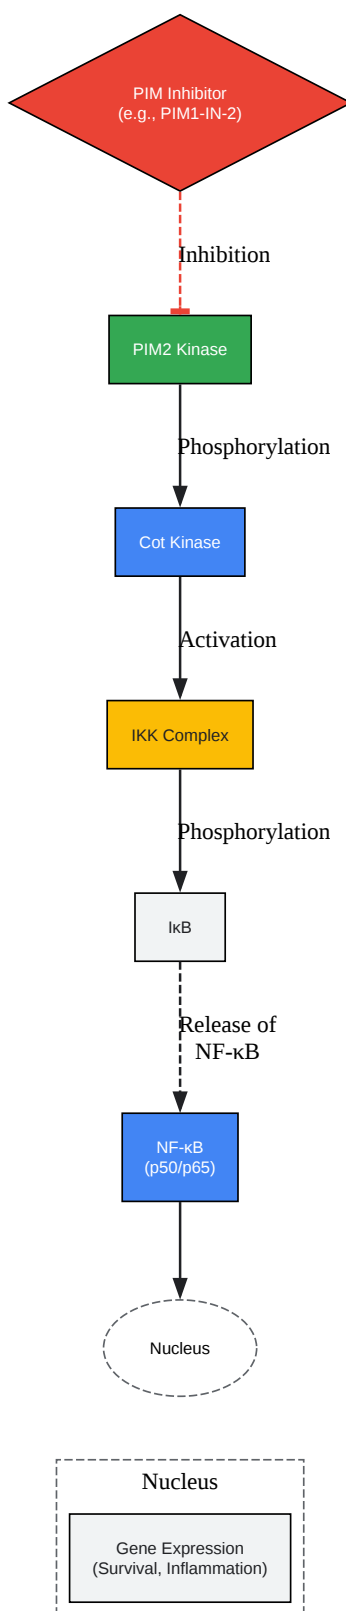 PIM Inhibitor
(e.g., PIM1-IN-2)
Inhibition
PIM2 Kinase
Phosphorylation
Cot Kinase
Activation
IKK Complex
Phosphorylation
IκB
Release of
NF-κB
NF-κB
(p50/p65)
Nucleus
Nucleus
Gene Expression
(Survival, Inflammation)